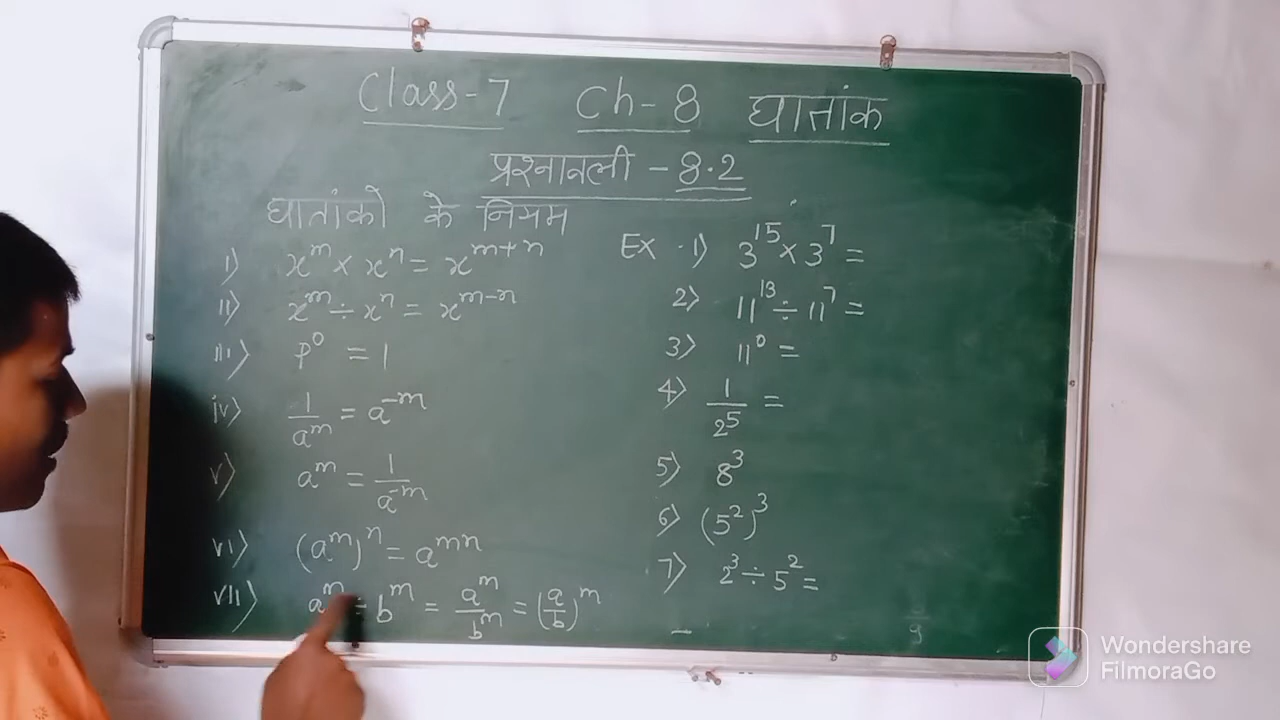 Class-7 Ch-8 घातांक
प्रश्नावली - 8.2
घातांको के नियम
i) x^m × x^n = x^{m+n}
ii) x^m ÷ x^n = x^{m-n}
iii) P^0 = 1
iv) 1/a^m = a^{-m}
v) a^m = 1/a^{-m}
vi) (a^m)^n = a^{mn}
vii) a^m ÷ b^m = a^m/b^m = (a/b)^m
Ex - 1) 3^15 × 3^7 =
2) 11^13 ÷ 11^7 =
3) 11^0 =
4) 1/2^5 =
5) 8^3
6) (5^2)^3
7) 2^3 ÷ 5^2 =
Wondershare
FilmoraGo